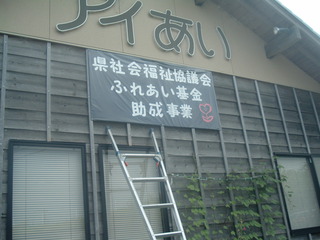 アイあい
県社会福祉協議会
ふれあい基金
助成事業